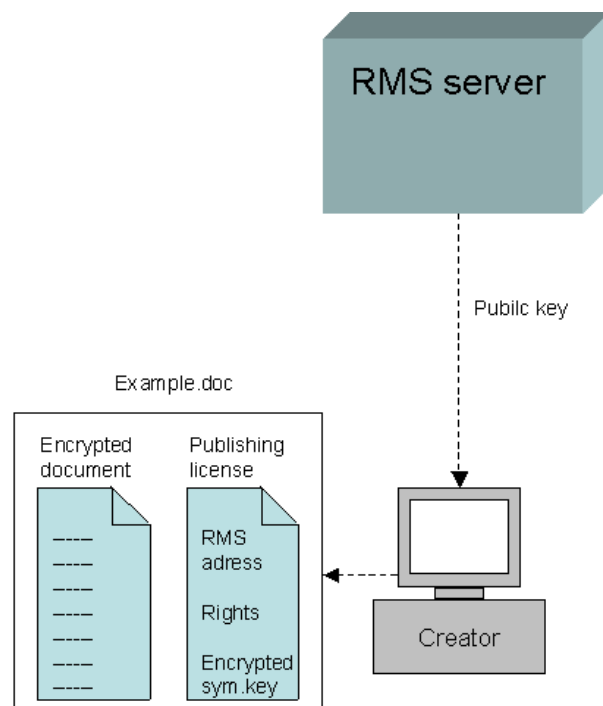 RMS server
Pubilc key
Example.doc
Encrypted
document
Publishing
license
RMS
adress
Rights
Encrypted
sym.key
Creator